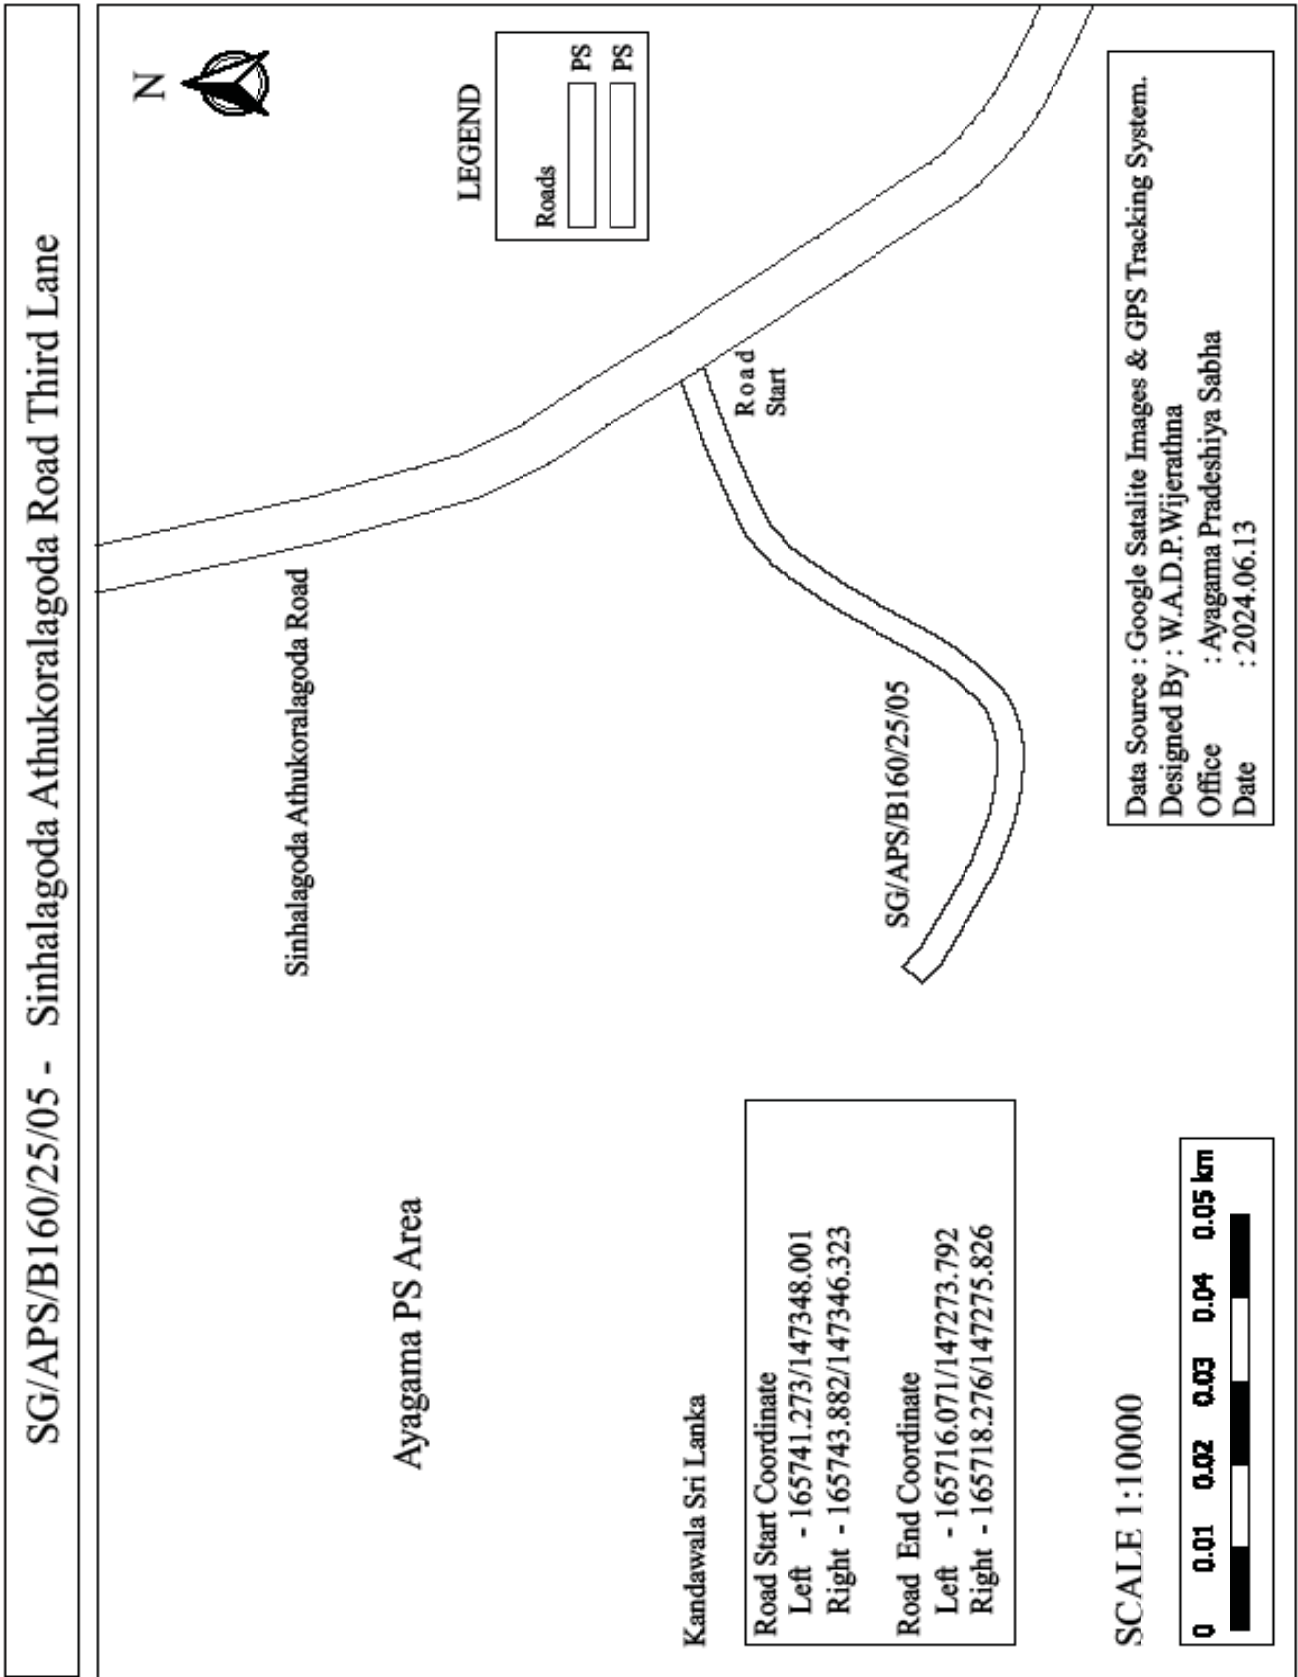 SG/APS/B160/25/05 - Sinhalagoda Athukoralagoda Road Third Lane
N
Sinhalagoda Athukoralagoda Road
Ayagama PS Area
LEGEND
Roads
PS
PS
Kandawala Sri Lanka
Road
Start
Road Start Coordinate
Left - 165741.273/147348.001
Right - 165743.882/147346.323
Road End Coordinate
Left - 165716.071/147273.792
Right - 165718.276/147275.826
SG/APS/B160/25/05
SCALE 1:10000
0 0.01 0.02 0.03 0.04 0.05 km
Data Source : Google Satalite Images & GPS Tracking System.
Designed By : W.A.D.P.Wijerathna
Office : Ayagama Pradeshiya Sabha
Date : 2024.06.13